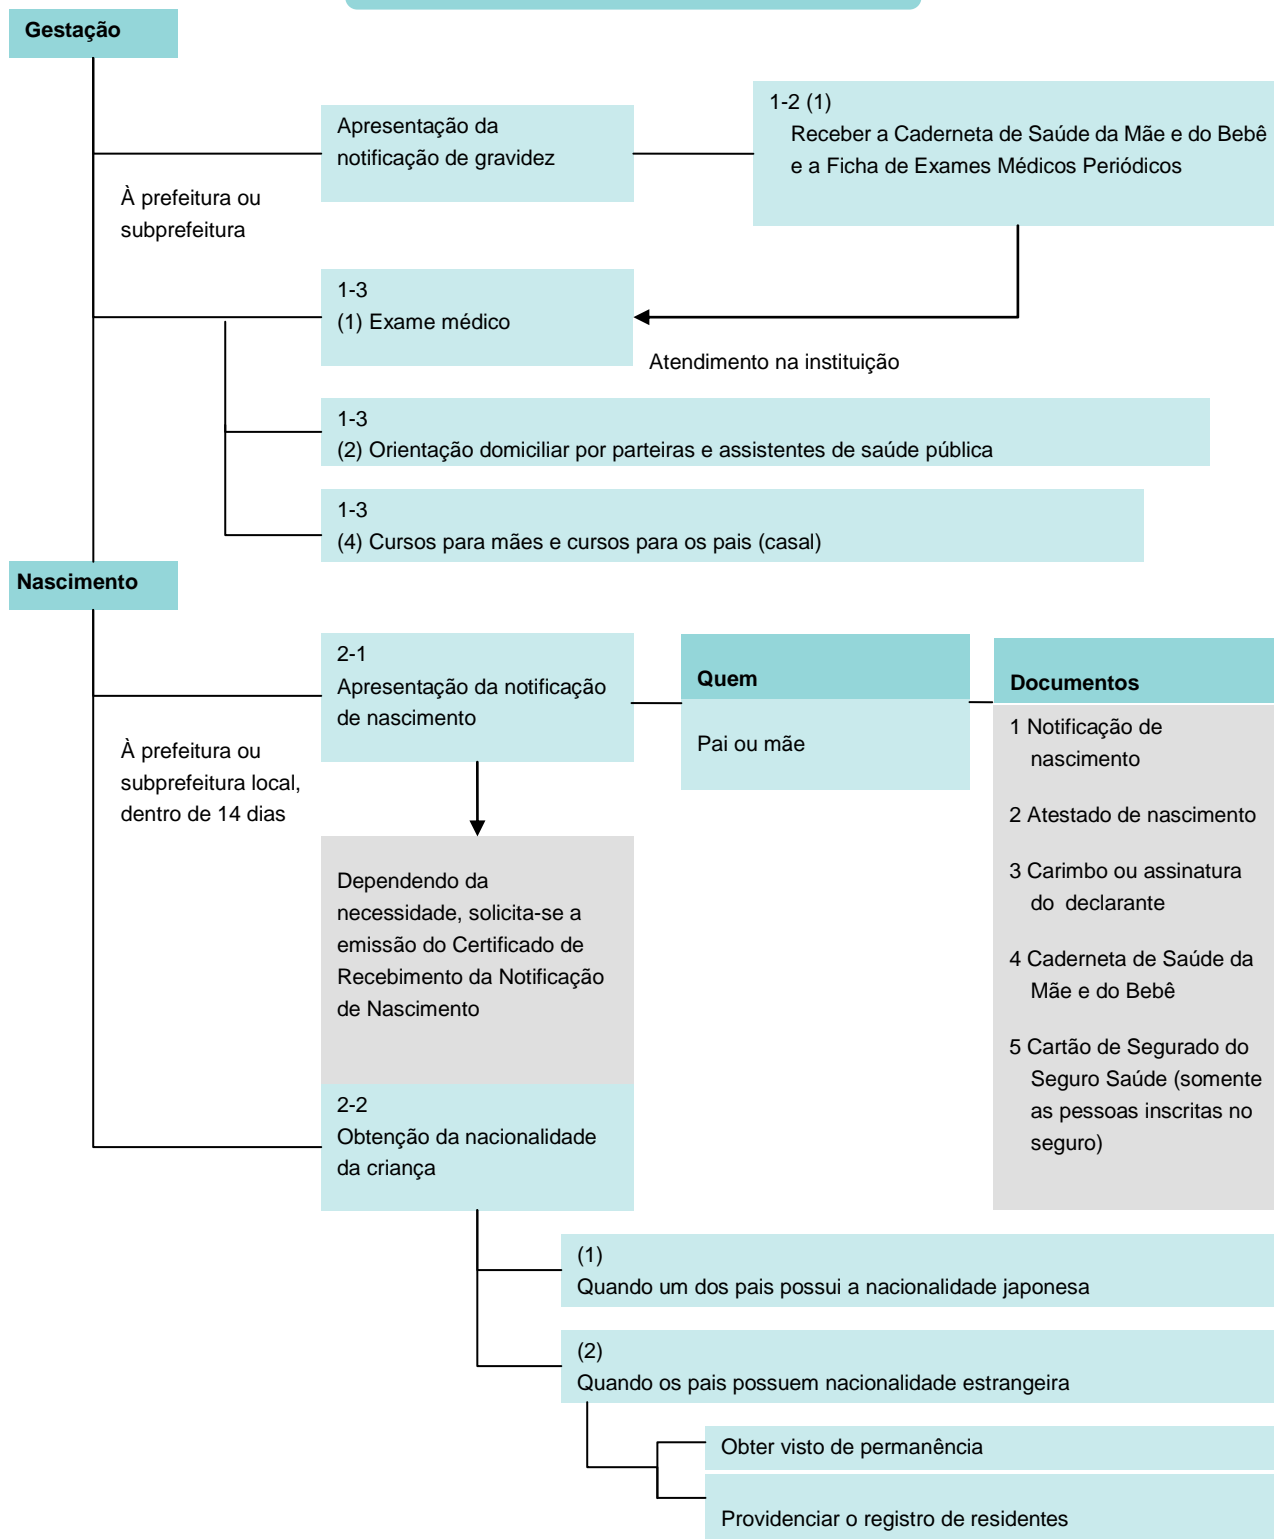 Gestação
Apresentação da
notificação de gravidez
1-2 (1)
Receber a Caderneta de Saúde da Mãe e do Bebê
e a Ficha de Exames Médicos Periódicos
À prefeitura ou
subprefeitura
1-3
(1) Exame médico
Atendimento na instituição
1-3
(2) Orientação domiciliar por parteiras e assistentes de saúde pública
1-3
(4) Cursos para mães e cursos para os pais (casal)
Nascimento
2-1
Apresentação da notificação
de nascimento
Quem
Pai ou mãe
Documentos
1 Notificação de
nascimento
2 Atestado de nascimento
3 Carimbo ou assinatura
do declarante
4 Caderneta de Saúde da
Mãe e do Bebê
5 Cartão de Segurado do
Seguro Saúde (somente
as pessoas inscritas no
seguro)
À prefeitura ou
subprefeitura local,
dentro de 14 dias
Dependendo da
necessidade, solicita-se a
emissão do Certificado de
Recebimento da Notificação
de Nascimento
2-2
Obtenção da nacionalidade
da criança
(1)
Quando um dos pais possui a nacionalidade japonesa
(2)
Quando os pais possuem nacionalidade estrangeira
Obter visto de permanência
Providenciar o registro de residentes